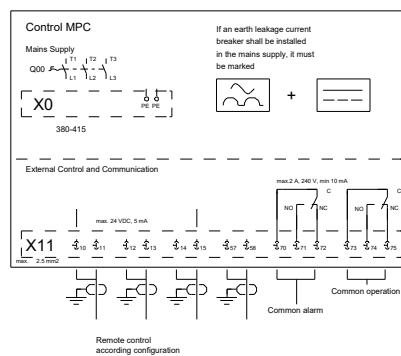 Control MPC
Mains Supply
T1 T2 T3
Q00
L1 L2 L3
X0
PE PE
380-415
If an earth leakage current
breaker shall be installed
in the mains supply, it must
be marked
+
External Control and Communication
max.2 A, 240 V, min 10 mA
C C
NO NC NO NC
max. 24 VDC, 5 mA
X11
10 11 12 13 14 15 57 58 70 71 72 73 74 75
max. 2.5 mm2
Common operation
Common alarm
Remote control
according configuration